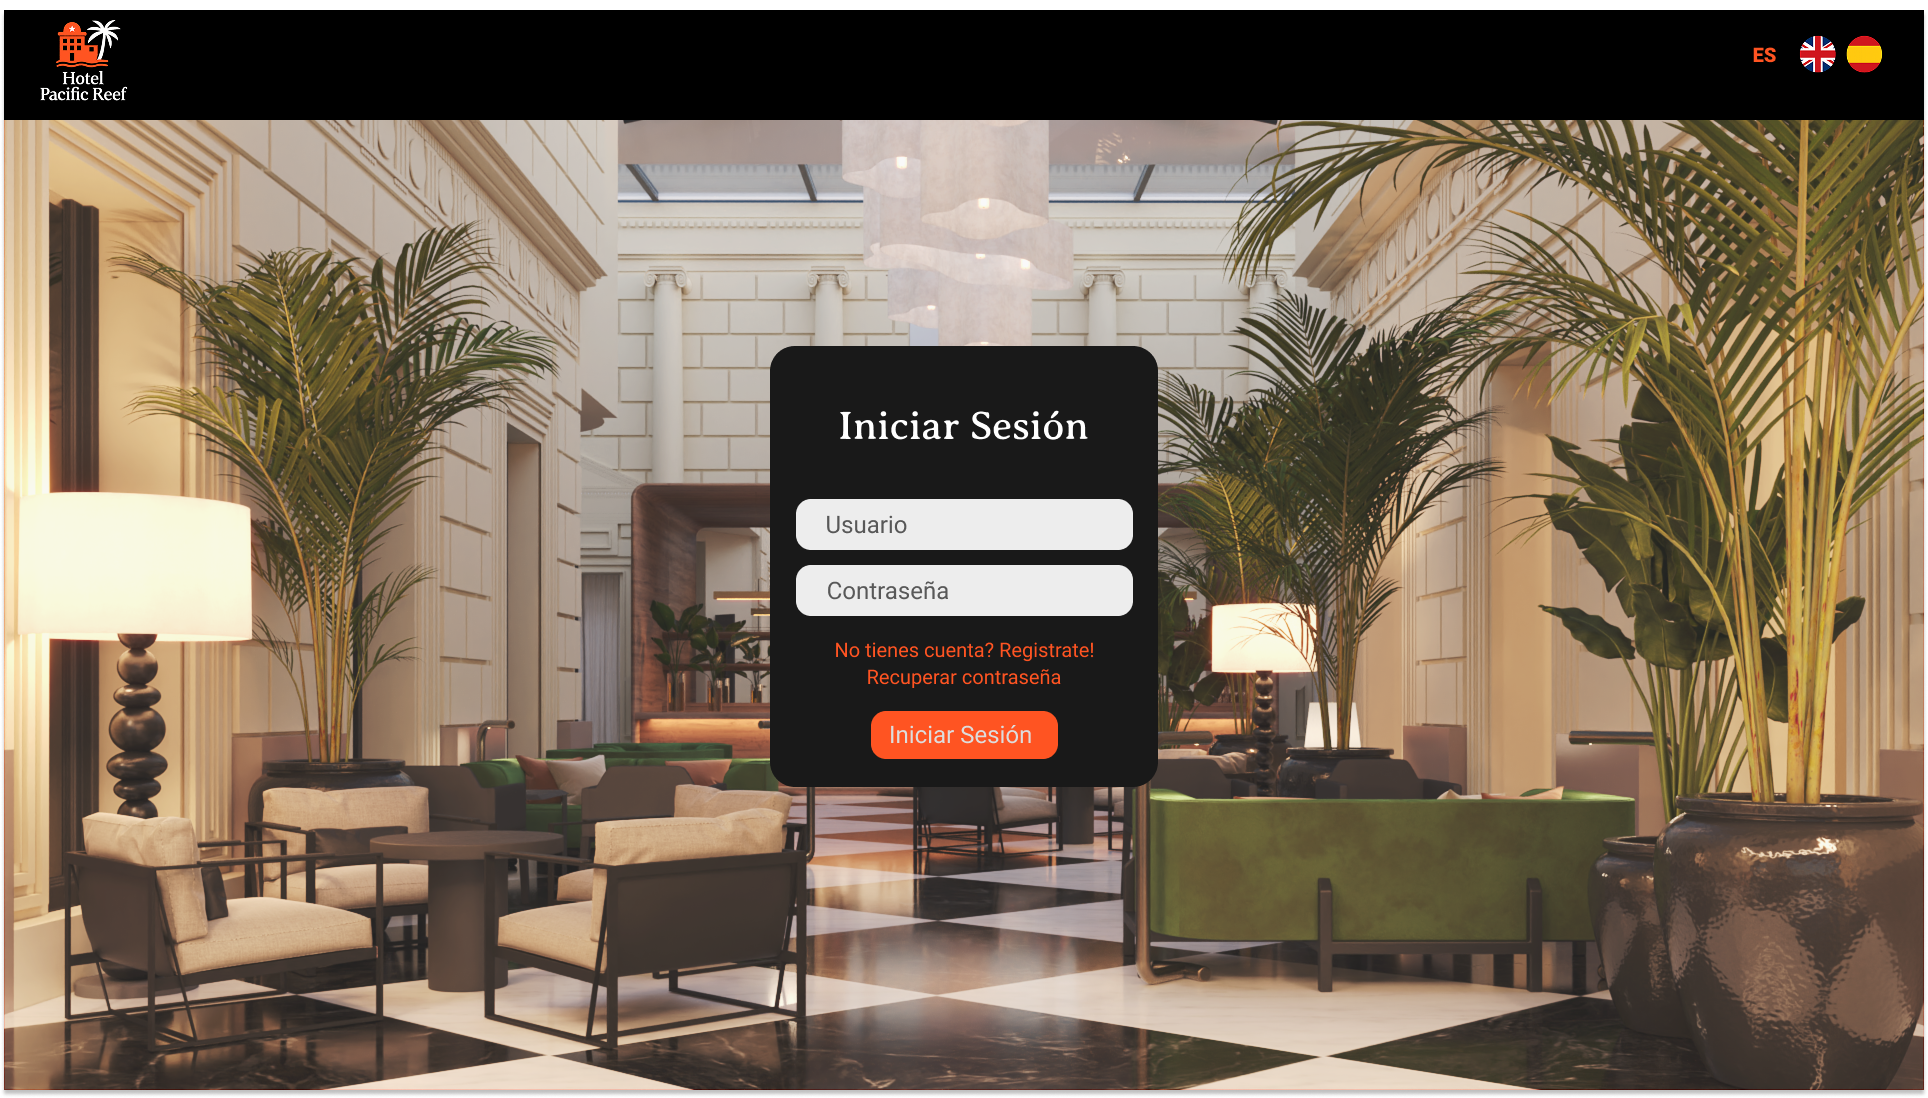 Hotel
Pacific Reef
ES
Iniciar Sesión
Usuario
Contraseña
No tienes cuenta? Registrate!
Recuperar contraseña
Iniciar Sesión